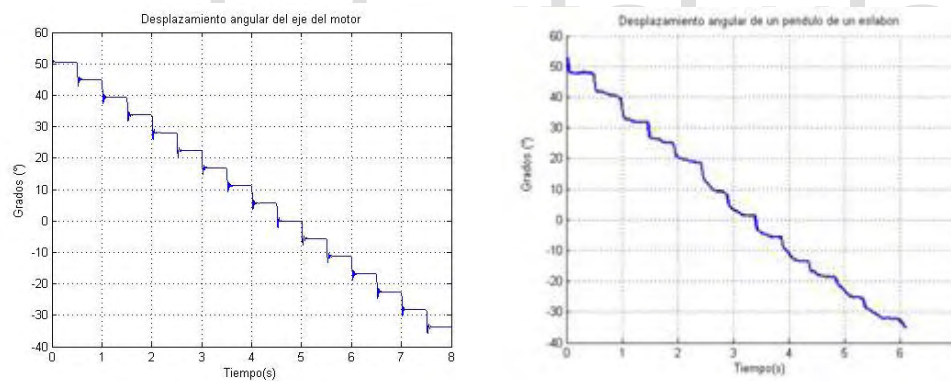 Desplazamiento angular del eje del motor
60
50
40
30
20
10
0
-10
-20
-30
-40
Grados (º)
0 1 2 3 4 5 6 7 8
Tiempo(s)
Desplazamiento angular de un pendulo de un eslabon
60
50
40
30
20
10
0
-10
-20
-30
-40
Grados (º)
0 1 2 3 4 5 6
Tiempo(s)